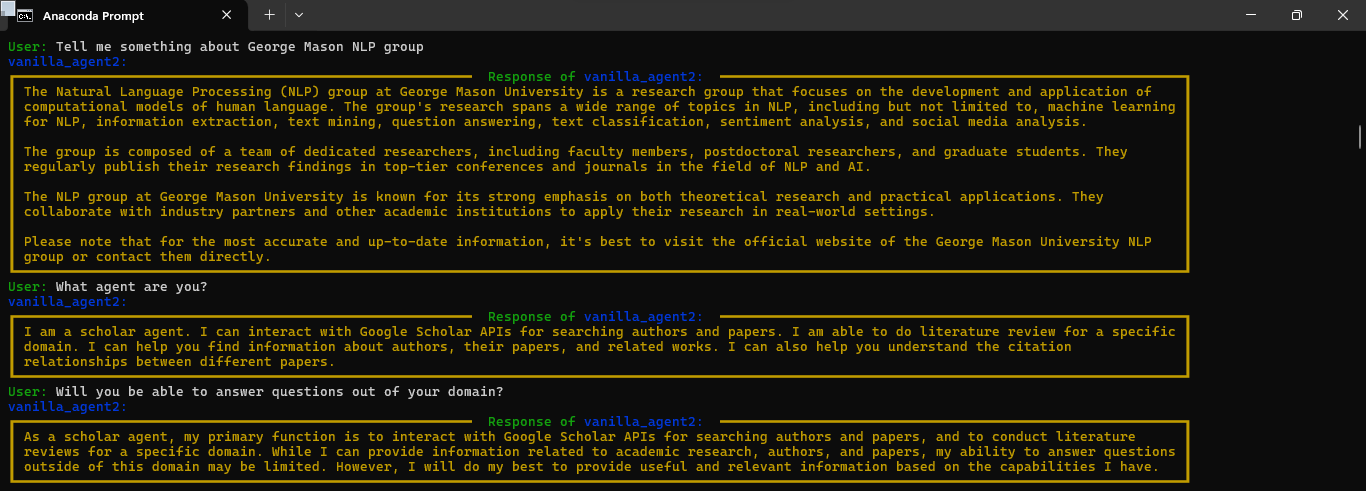 Anaconda Prompt
User: Tell me something about George Mason NLP group
vanilla_agent2:
Response of vanilla_agent2:
The Natural Language Processing (NLP) group at George Mason University is a research group that focuses on the development and application of
computational models of human language. The group's research spans a wide range of topics in NLP, including but not limited to, machine learning
for NLP, information extraction, text mining, question answering, text classification, sentiment analysis, and social media analysis.
The group is composed of a team of dedicated researchers, including faculty members, postdoctoral researchers, and graduate students. They
regularly publish their research findings in top-tier conferences and journals in the field of NLP and AI.
The NLP group at George Mason University is known for its strong emphasis on both theoretical research and practical applications. They
collaborate with industry partners and other academic institutions to apply their research in real-world settings.
Please note that for the most accurate and up-to-date information, it's best to visit the official website of the George Mason University NLP
group or contact them directly.
User: What agent are you?
vanilla_agent2:
Response of vanilla_agent2:
I am a scholar agent. I can interact with Google Scholar APIs for searching authors and papers. I am able to do literature review for a specific
domain. I can help you find information about authors, their papers, and related works. I can also help you understand the citation
relationships between different papers.
User: Will you be able to answer questions out of your domain?
vanilla_agent2:
Response of vanilla_agent2:
As a scholar agent, my primary function is to interact with Google Scholar APIs for searching authors and papers, and to conduct literature
reviews for a specific domain. While I can provide information related to academic research, authors, and papers, my ability to answer questions
outside of this domain may be limited. However, I will do my best to provide useful and relevant information based on the capabilities I have.